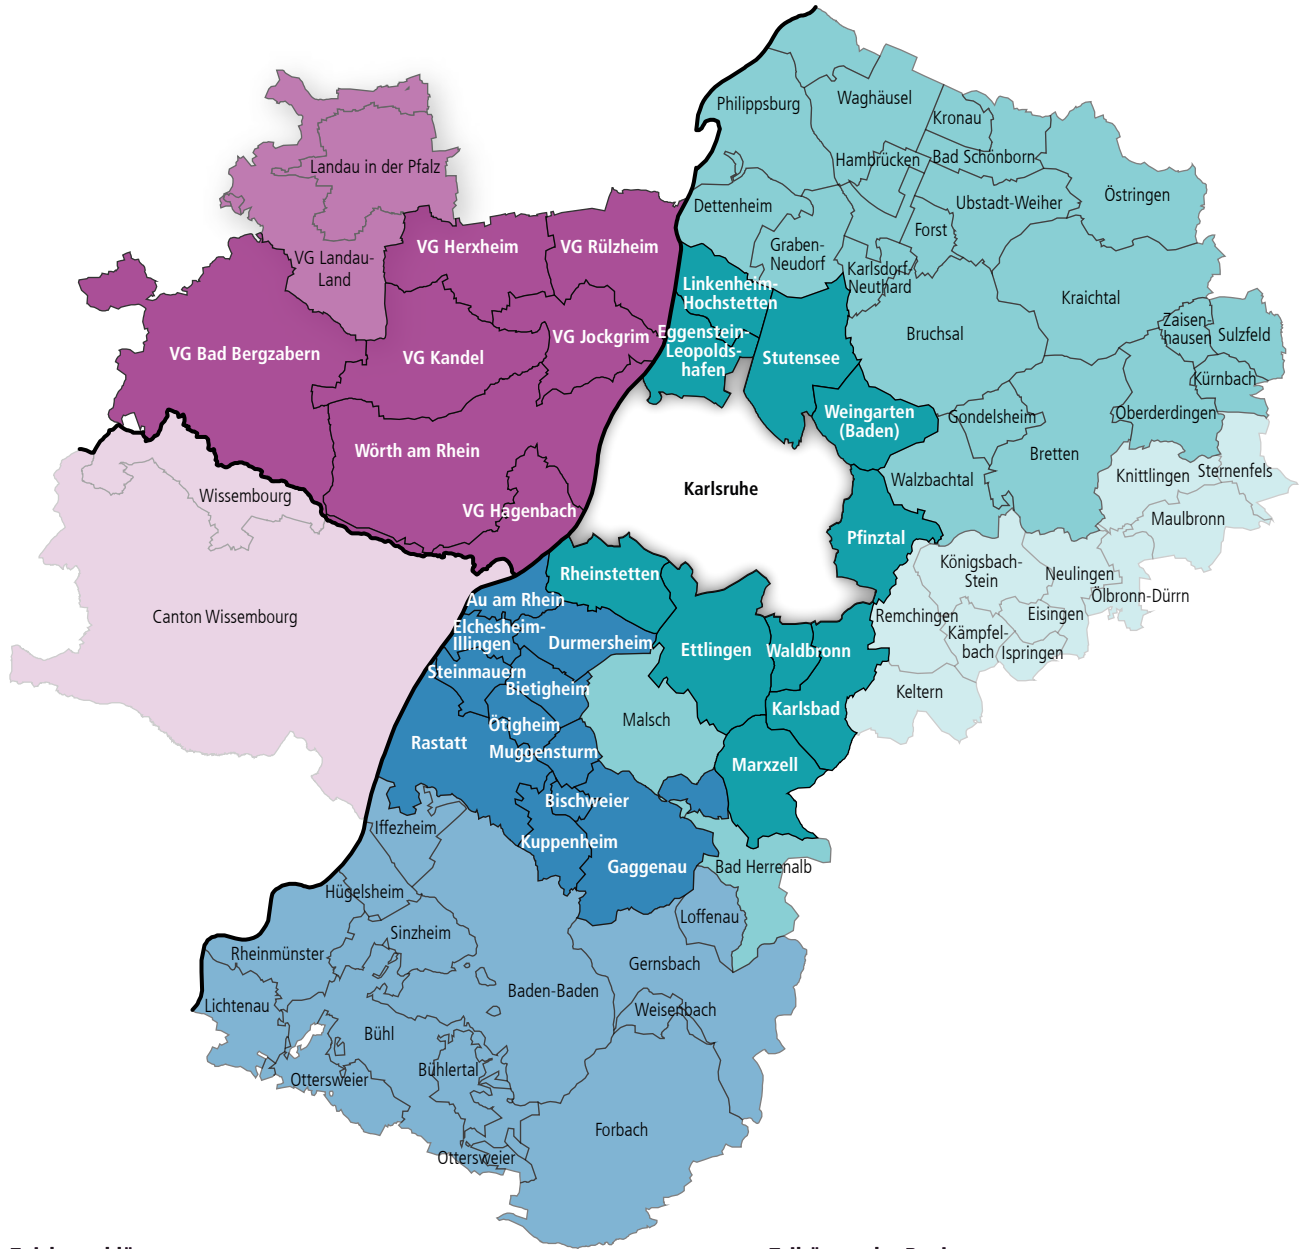 Philippsburg
Waghäusel
Kronau
Landau in der Pfalz
Hambrücken
Bad Schönborn
Östringen
Dettenheim
Ubstadt-Weiher
Forst
VG Herxheim
VG Rülzheim
Graben-
Neudorf
VG Landau-
Land
Karlsdorf-
Neuthard
Linkenheim-
Hochstetten
Kraichtal
Zaisen-
hausen
Sulzfeld
Bruchsal
VG Jockgrim
Eggenstein-
Leopolds-
hafen
Stutensee
VG Bad Bergzabern
VG Kandel
Kürnbach
Weingarten
(Baden)
Gondelsheim
Oberderdingen
Wörth am Rhein
Bretten
Walzbachtal
Knittlingen
Sternenfels
Karlsruhe
Wissembourg
VG Hagenbach
Maulbronn
Pfinztal
Königsbach-
Stein
Rheinstetten
Neulingen
Ölbronn-Dürrn
Au am Rhein
Canton Wissembourg
Remchingen
Eisingen
Elchesheim-
Illingen
Durmersheim
Kämpfel-
bach
Ispringen
Ettlingen
Waldbronn
Steinmauern
Bietigheim
Keltern
Karlsbad
Malsch
Ötigheim
Rastatt
Muggensturm
Marxzell
Bischweier
Iffezheim
Kuppenheim
Gaggenau
Bad Herrenalb
Hügelsheim
Loffenau
Sinzheim
Rheinmünster
Gernsbach
Baden-Baden
Lichtenau
Weisenbach
Bühl
Bühlertal
Ottersweier
Forbach
Ottersweier